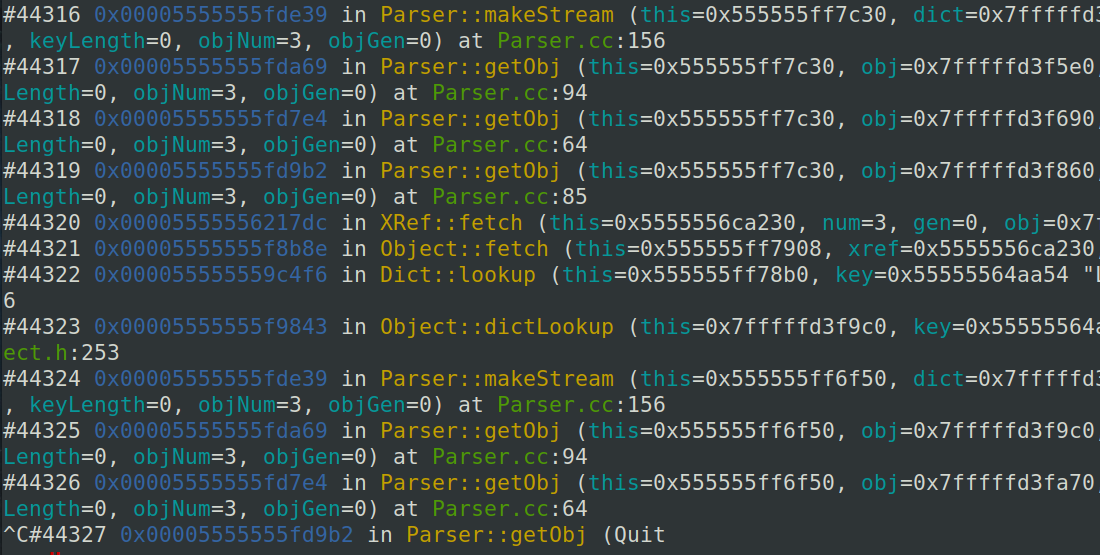 #44316 0x00005555555fde39 in Parser::makeStream (this=0x555555ff7c30, dict=0x7fffffd3
, keyLength=0, objNum=3, objGen=0) at Parser.cc:156
#44317 0x00005555555fda69 in Parser::getObj (this=0x555555ff7c30, obj=0x7fffffd3f5e0,
Length=0, objNum=3, objGen=0) at Parser.cc:94
#44318 0x00005555555fd7e4 in Parser::getObj (this=0x555555ff7c30, obj=0x7fffffd3f690,
Length=0, objNum=3, objGen=0) at Parser.cc:64
#44319 0x00005555555fd9b2 in Parser::getObj (this=0x555555ff7c30, obj=0x7fffffd3f860,
Length=0, objNum=3, objGen=0) at Parser.cc:85
#44320 0x00005555556217dc in XRef::fetch (this=0x5555556ca230, num=3, gen=0, obj=0x7f
#44321 0x00005555555f8b8e in Object::fetch (this=0x555555ff7908, xref=0x5555556ca230,
#44322 0x000055555559c4f6 in Dict::lookup (this=0x555555ff78b0, key=0x55555564aa54 "L
6
#44323 0x00005555555f9843 in Object::dictLookup (this=0x7fffffd3f9c0, key=0x55555564a
ect.h:253
#44324 0x00005555555fde39 in Parser::makeStream (this=0x555555ff6f50, dict=0x7fffffd3
, keyLength=0, objNum=3, objGen=0) at Parser.cc:156
#44325 0x00005555555fda69 in Parser::getObj (this=0x555555ff6f50, obj=0x7fffffd3f9c0,
Length=0, objNum=3, objGen=0) at Parser.cc:94
#44326 0x00005555555fd7e4 in Parser::getObj (this=0x555555ff6f50, obj=0x7fffffd3fa70,
Length=0, objNum=3, objGen=0) at Parser.cc:64
^C#44327 0x00005555555fd9b2 in Parser::getObj (Quit